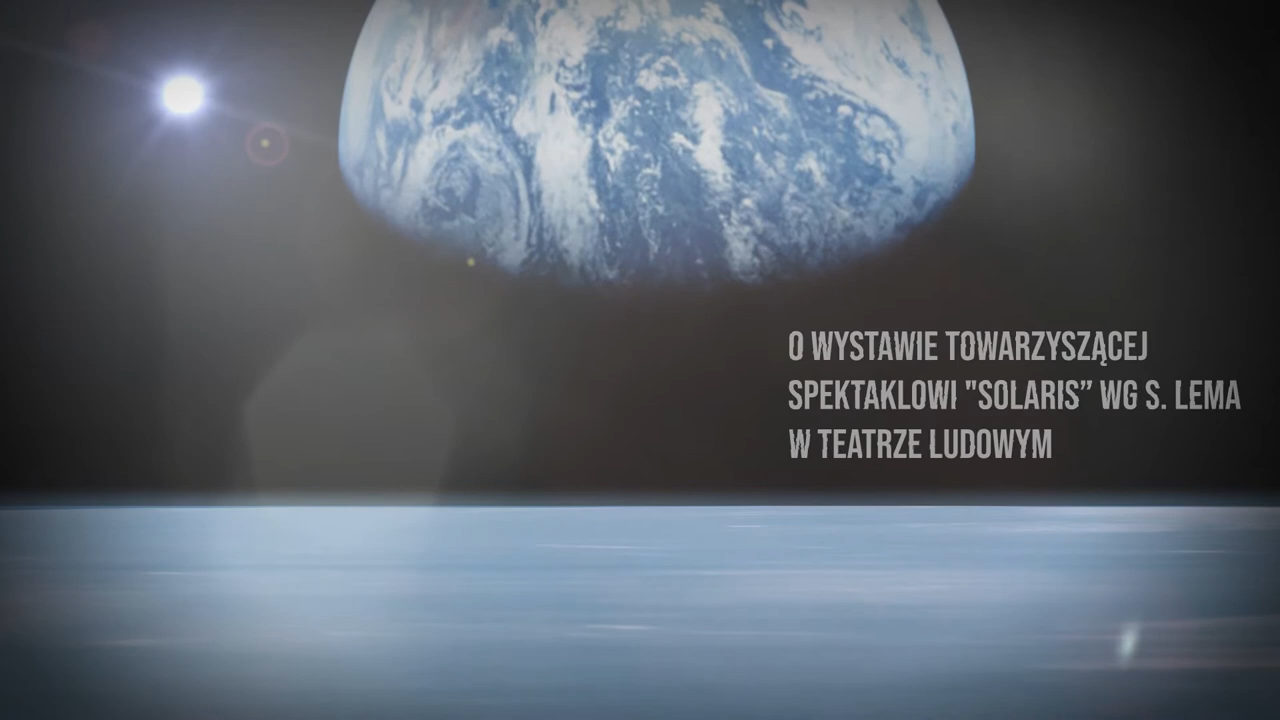 O WYSTAWIE TOWARZYSZĄCEJ
SPEKTAKLOWI "SOLARIS” WG S. LEMA
W TEATRZE LUDOWYM